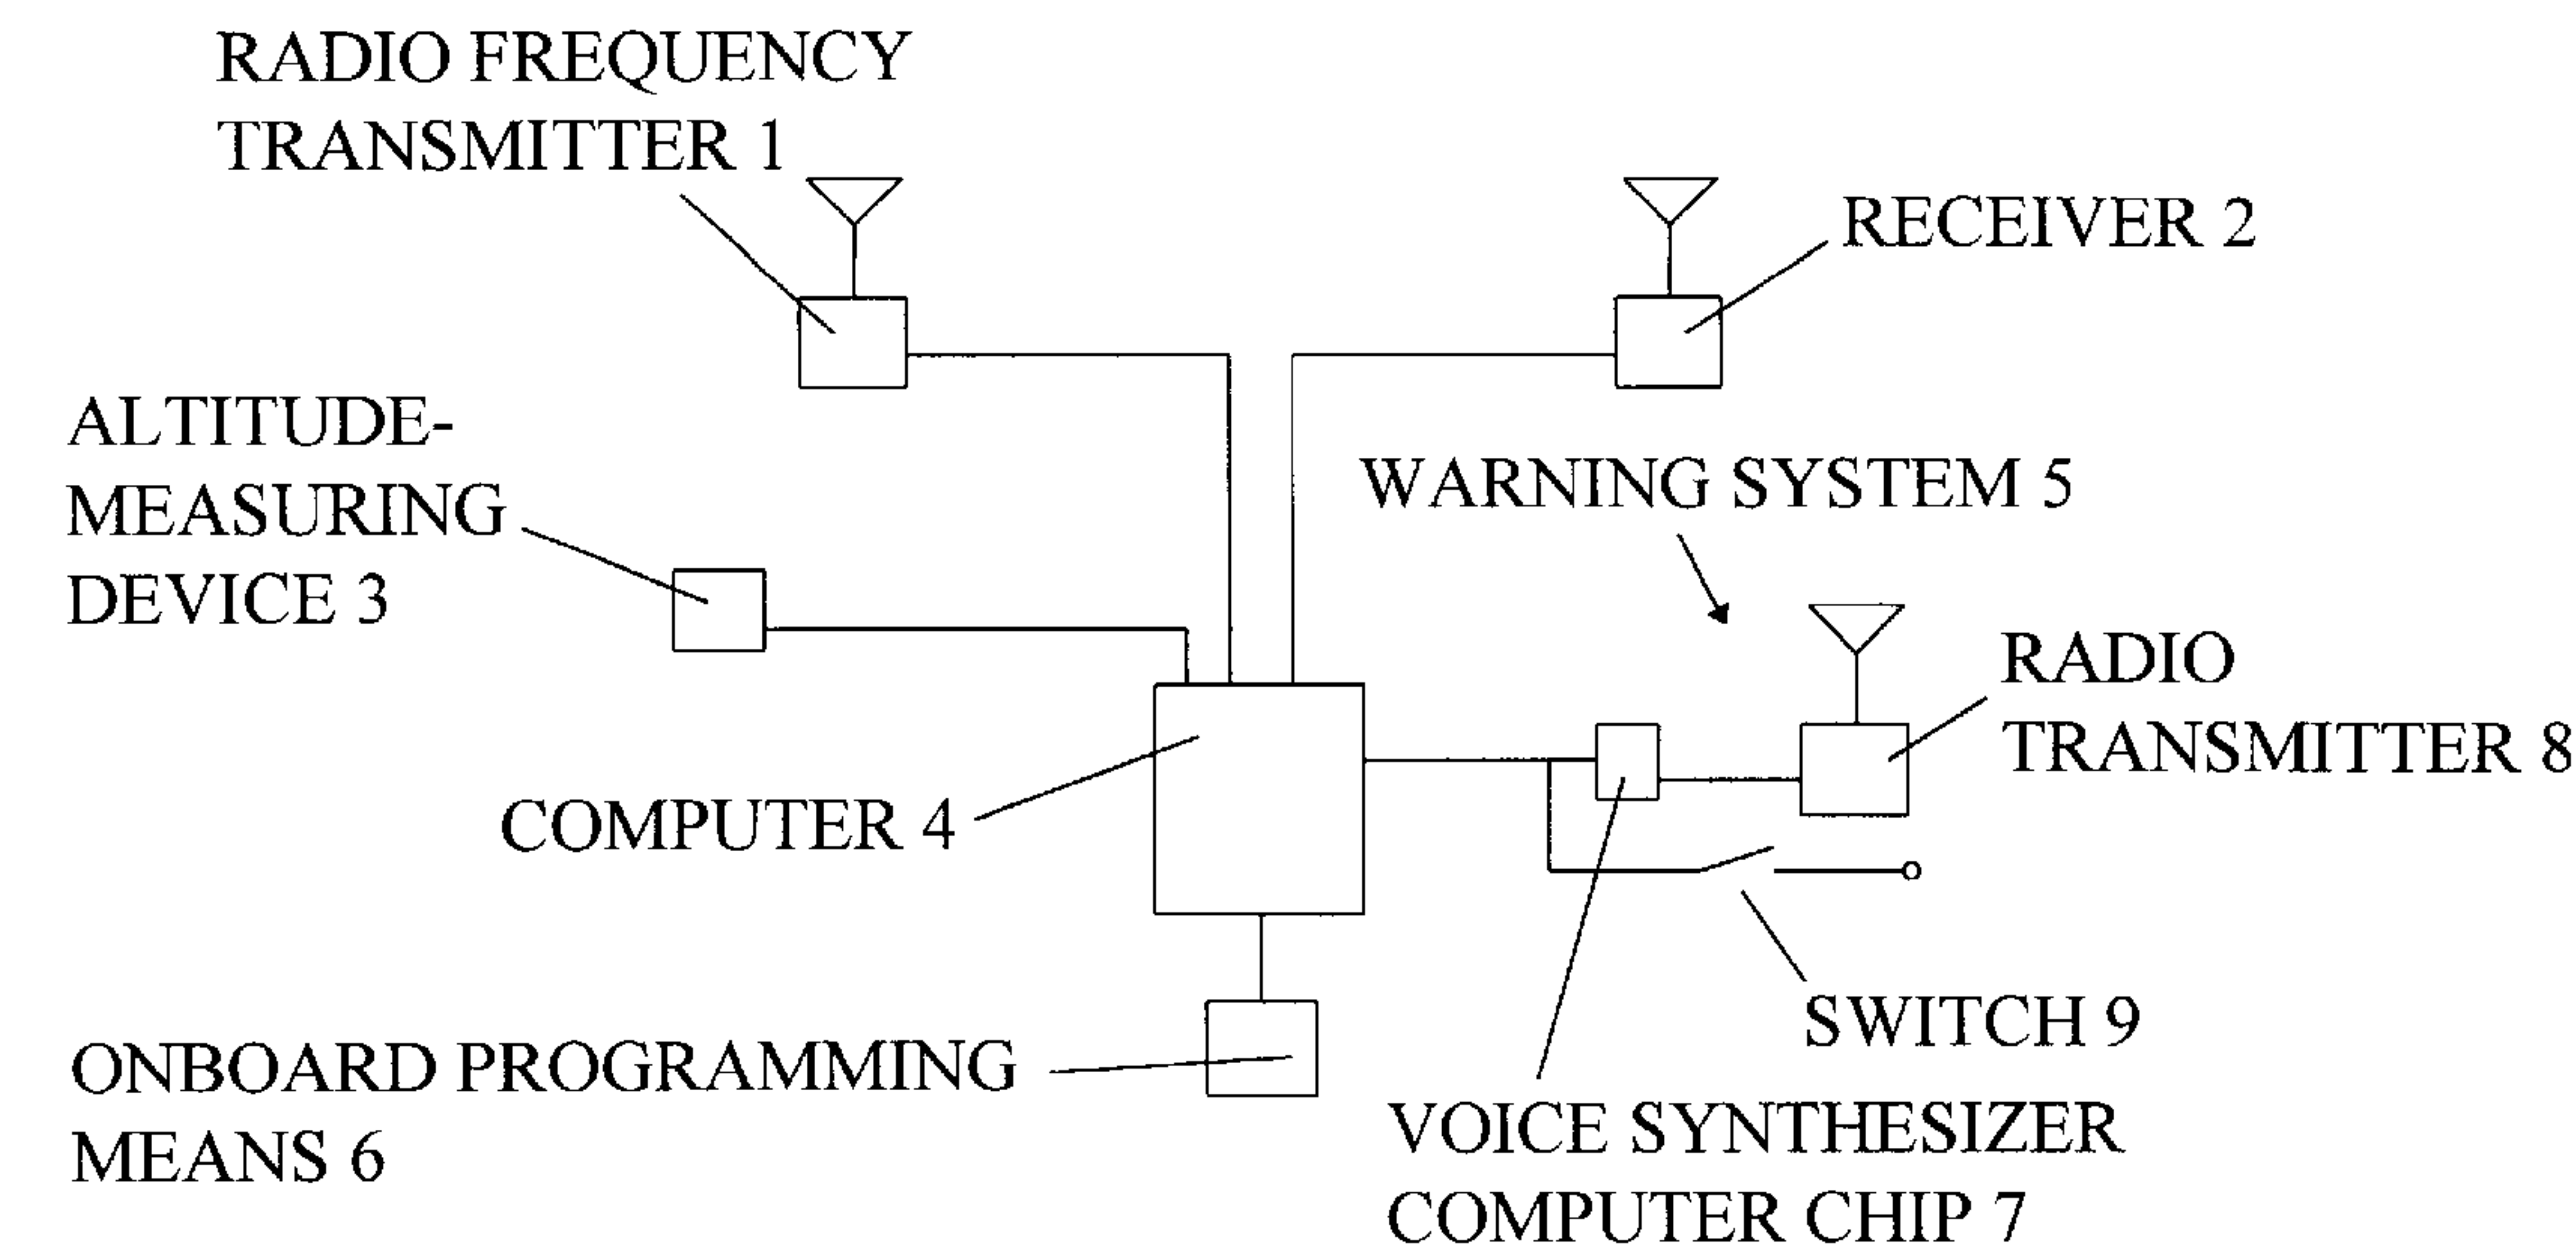 RADIO FREQUENCY
TRANSMITTER 1
RECEIVER 2
ALTITUDE-
MEASURING
DEVICE 3
WARNING SYSTEM 5
RADIO
TRANSMITTER 8
COMPUTER 4
SWITCH 9
ONBOARD PROGRAMMING
MEANS 6
VOICE SYNTHESIZER
COMPUTER CHIP 7